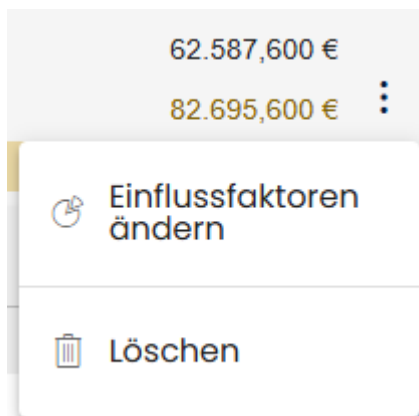 62.587,600 €
82.695,600 €
Einflussfaktoren
ändern
Löschen